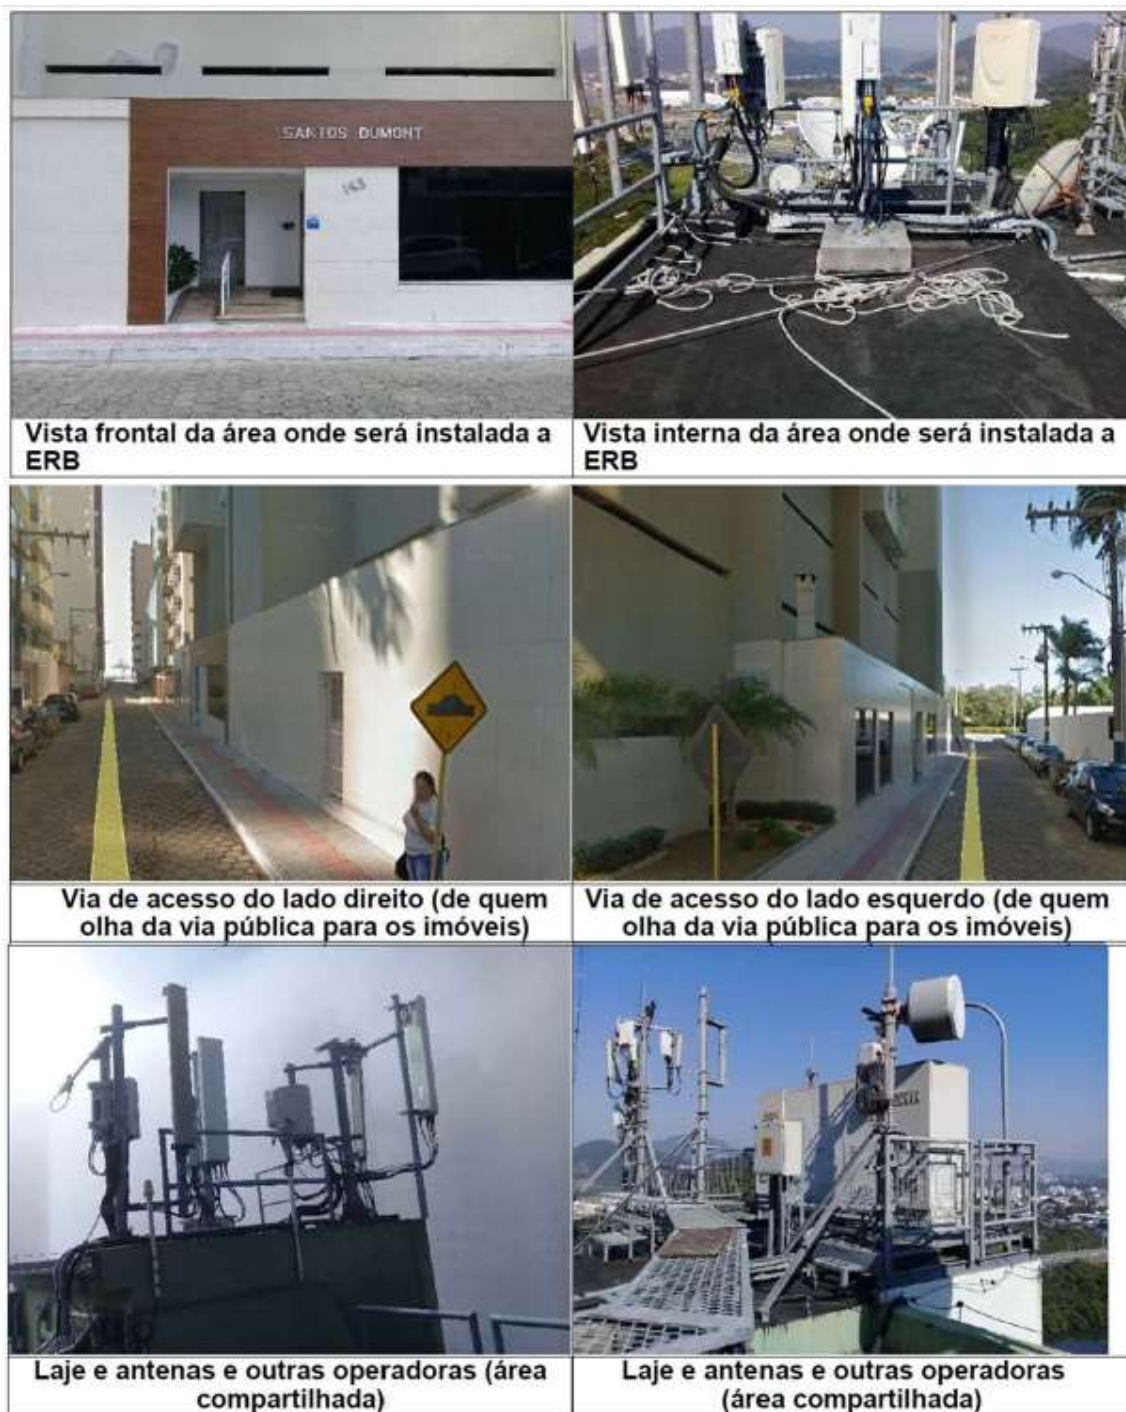 SANTOS DUMONT
143
Vista frontal da área onde será instalada a
ERB
Vista interna da área onde será instalada a
ERB
Via de acesso do lado direito (de quem
olha da via pública para os imóveis)
Via de acesso do lado esquerdo (de quem
olha da via pública para os imóveis)
Laje e antenas e outras operadoras (área
compartilhada)
Laje e antenas e outras operadoras
(área compartilhada)